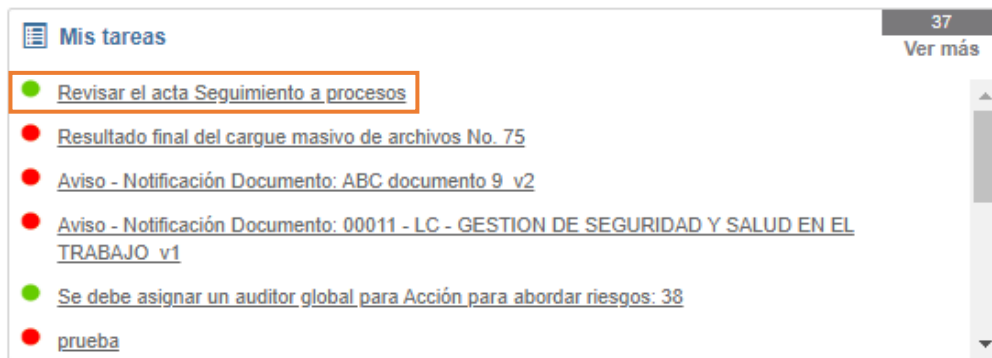 Mis tareas
37
Ver más
Revisar el acta Seguimiento a procesos
Resultado final del cargue masivo de archivos No. 75
Aviso - Notificación Documento: ABC documento 9_v2
Aviso - Notificación Documento: 00011 - LC - GESTION DE SEGURIDAD Y SALUD EN EL
TRABAJO_v1
Se debe asignar un auditor global para Acción para abordar riesgos: 38
prueba